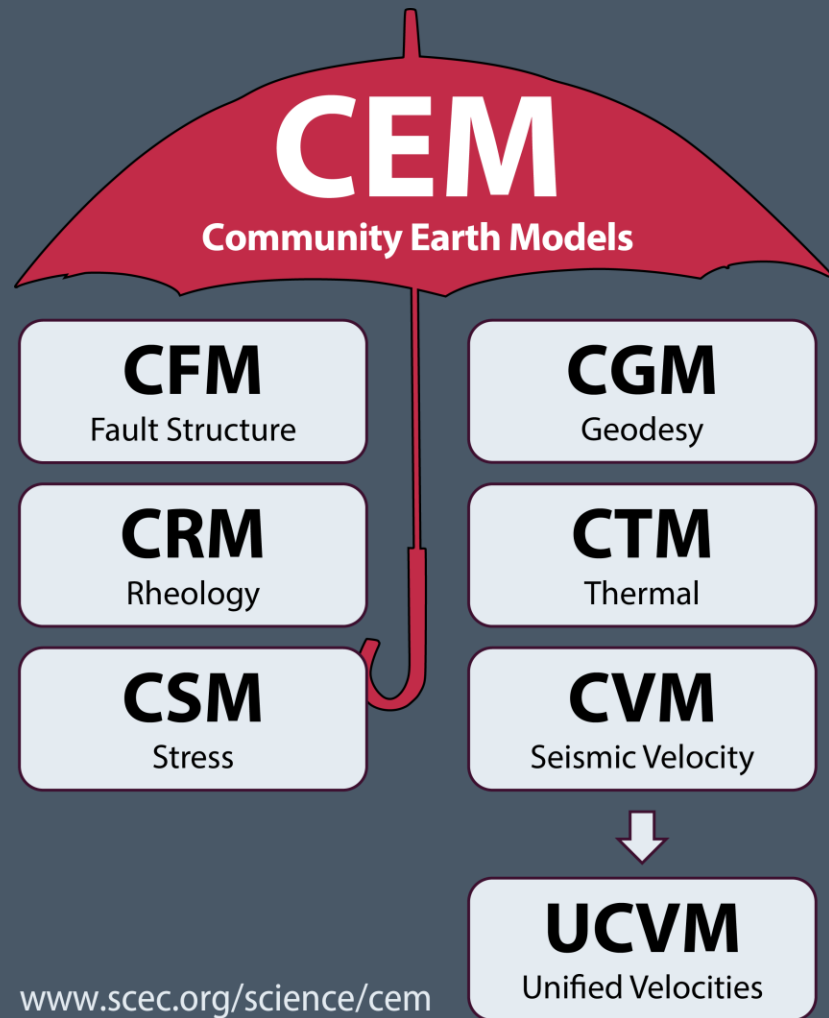 CEM
Community Earth Models
CFM
Fault Structure
CGM
Geodesy
CRM
Rheology
CTM
Thermal
CSM
Stress
CVM
Seismic Velocity
UCVM
Unified Velocities
www.scec.org/science/cem